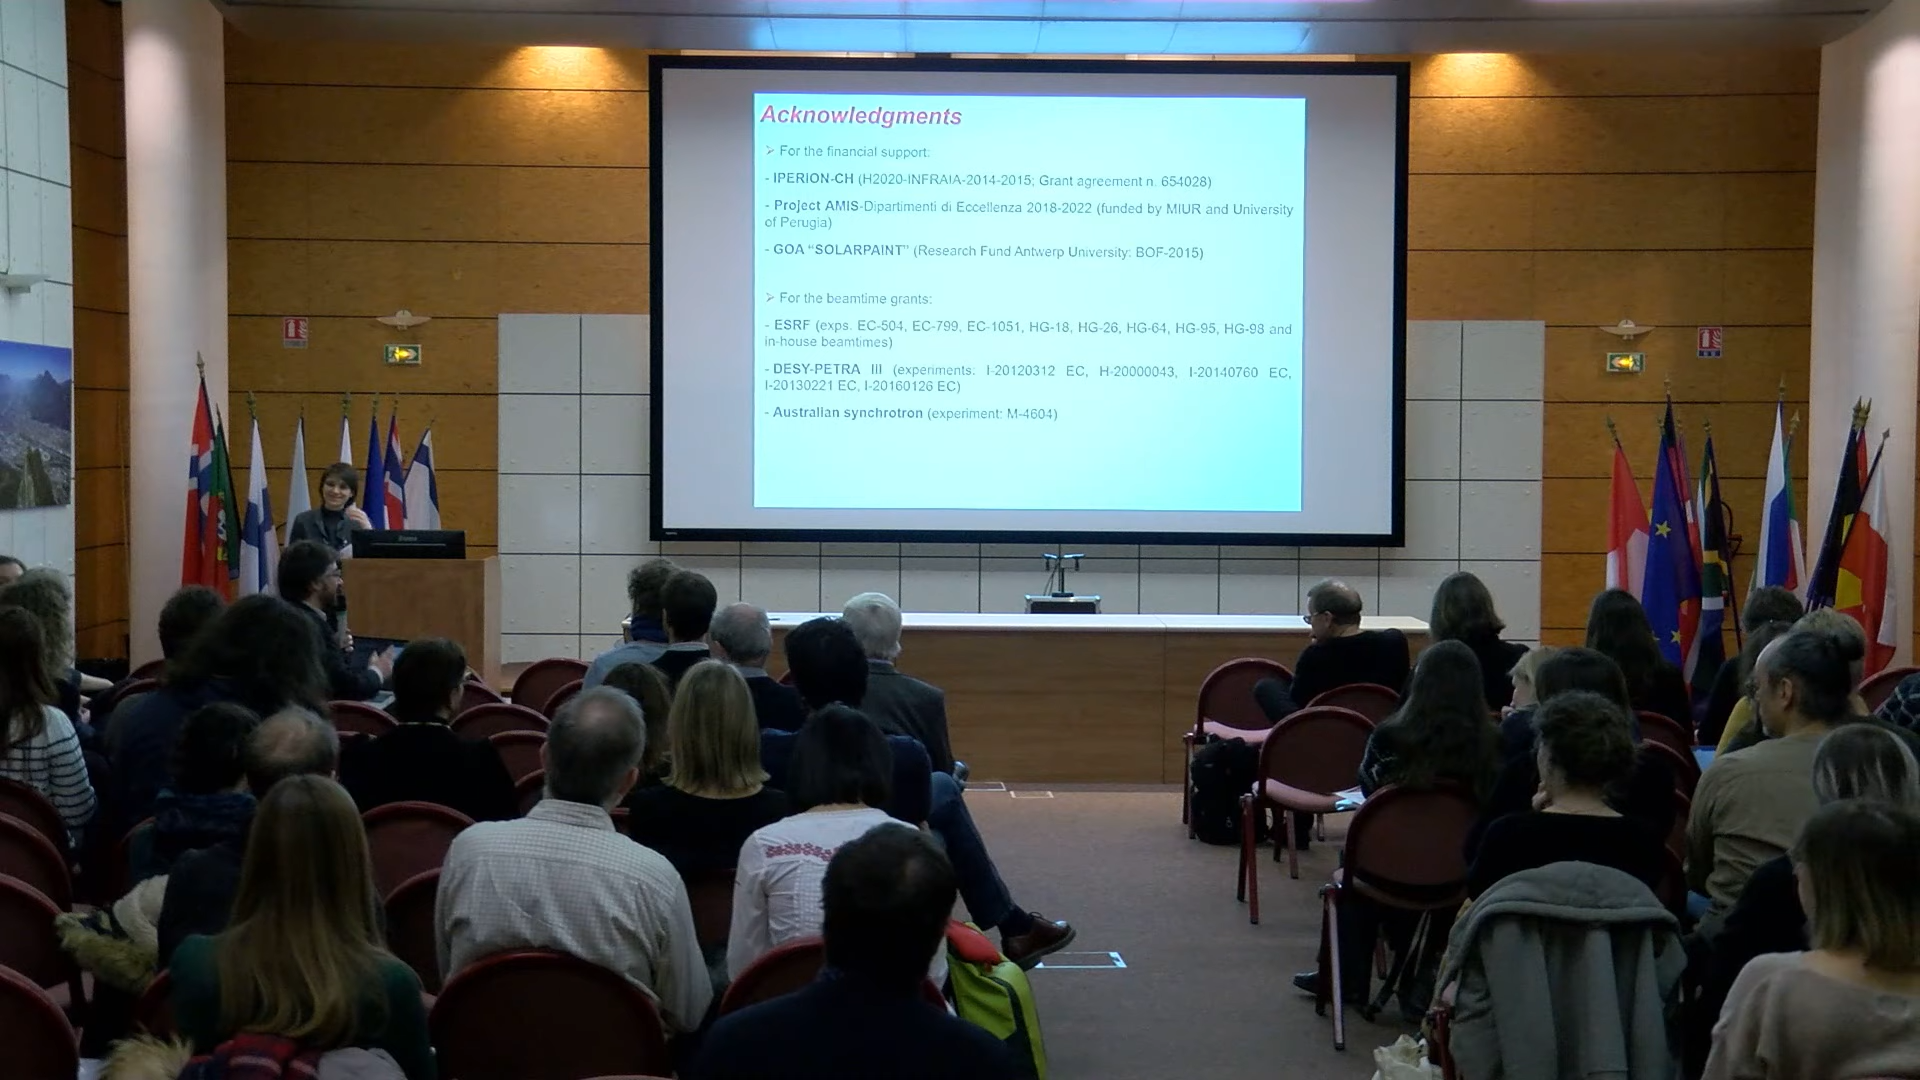 Acknowledgments
➢ For the financial support:
- IPERION-CH (H2020-INFRAIA-2014-2015; Grant agreement n. 654028)
- Project AMIS-Dipartimenti di Eccellenza 2018-2022 (funded by MIUR and University
of Perugia)
- GOA “SOLARPAINT” (Research Fund Antwerp University: BOF-2015)
➢ For the beamtime grants:
- ESRF (exps. EC-504, EC-799, EC-1051, HG-18, HG-26, HG-64, HG-95, HG-98 and
in-house beamtimes)
- DESY-PETRA III (experiments: I-20120312 EC, H-20000043, I-20140760 EC,
I-20130221 EC, I-20160126 EC)
- Australian synchrotron (experiment: M-4604)